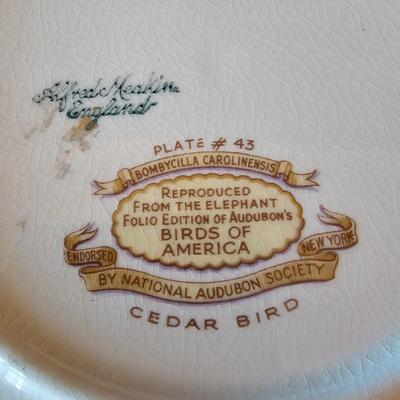 Alfred Meakin
England
PLATE # 43
BOMBYCILLA CAROLINENSIS
REPRODUCED
FROM THE ELEPHANT
FOLIO EDITION OF AUDUBON'S
BIRDS OF
AMERICA
ENDORSED
NEW YORK
BY NATIONAL AUDUBON SOCIETY
CEDAR BIRD